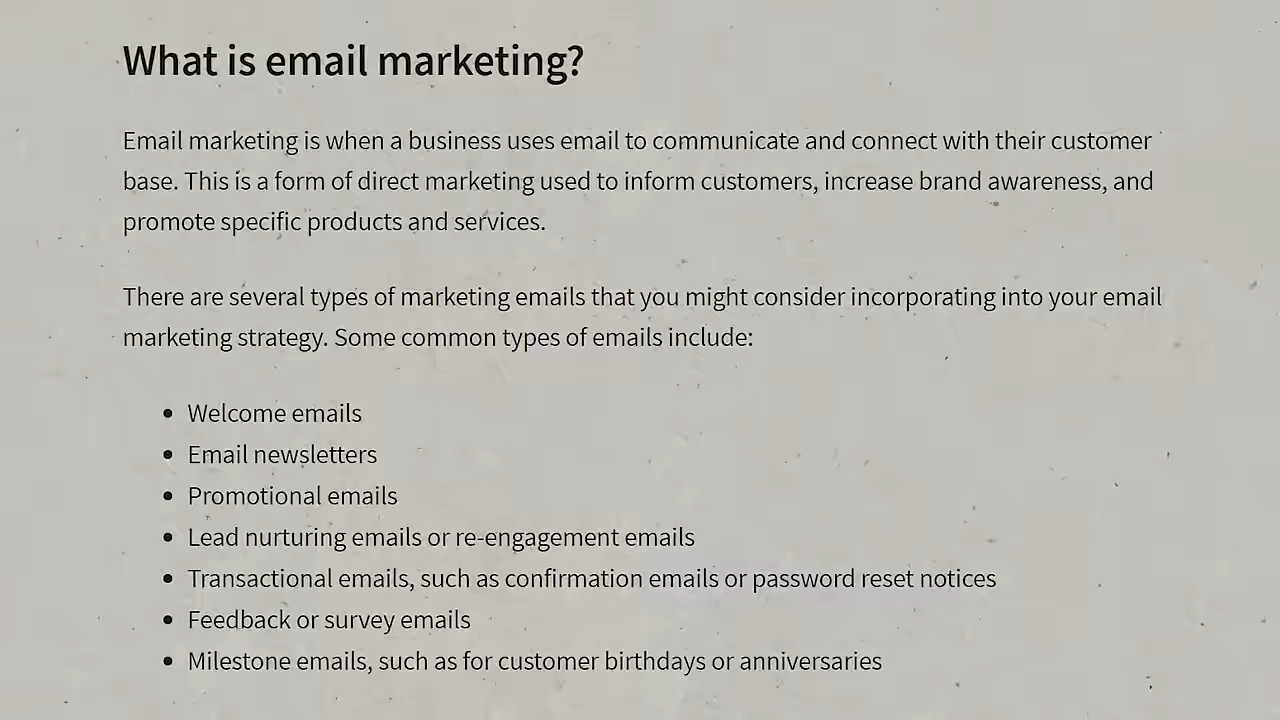 What is email marketing?
Email marketing is when a business uses email to communicate and connect with their customer
base. This is a form of direct marketing used to inform customers, increase brand awareness, and
promote specific products and services.
There are several types of marketing emails that you might consider incorporating into your email
marketing strategy. Some common types of emails include:
• Welcome emails
• Email newsletters
• Promotional emails
• Lead nurturing emails or re-engagement emails
• Transactional emails, such as confirmation emails or password reset notices
• Feedback or survey emails
• Milestone emails, such as for customer birthdays or anniversaries